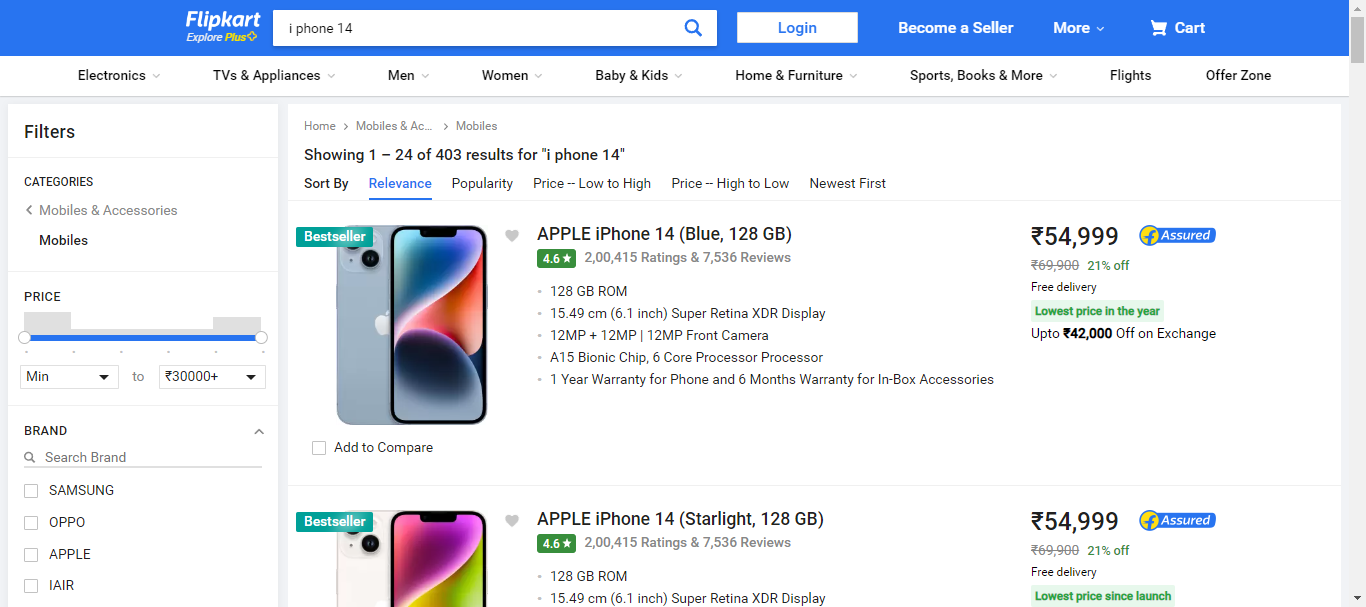 Flipkart
Explore Plus
i phone 14
Login
Become a Seller
More
Cart
Electronics
TVs & Appliances
Men
Women
Baby & Kids
Home & Furniture
Sports, Books & More
Flights
Offer Zone
Filters
CATEGORIES
Mobiles & Accessories
Mobiles
PRICE
Min
to
₹30000+
BRAND
Search Brand
SAMSUNG
OPPO
APPLE
IAIR
Home
Mobiles & Ac...
Mobiles
Showing 1 – 24 of 403 results for "i phone 14"
Sort By
Relevance
Popularity
Price -- Low to High
Price -- High to Low
Newest First
Bestseller
APPLE iPhone 14 (Blue, 128 GB)
4.6 ★ 2,00,415 Ratings & 7,536 Reviews
128 GB ROM
15.49 cm (6.1 inch) Super Retina XDR Display
12MP + 12MP | 12MP Front Camera
A15 Bionic Chip, 6 Core Processor Processor
1 Year Warranty for Phone and 6 Months Warranty for In-Box Accessories
Add to Compare
₹54,999
Assured
₹69,900 21% off
Free delivery
Lowest price in the year
Upto ₹42,000 Off on Exchange
Bestseller
APPLE iPhone 14 (Starlight, 128 GB)
4.6 ★ 2,00,415 Ratings & 7,536 Reviews
128 GB ROM
15.49 cm (6.1 inch) Super Retina XDR Display
₹54,999
Assured
₹69,900 21% off
Free delivery
Lowest price since launch